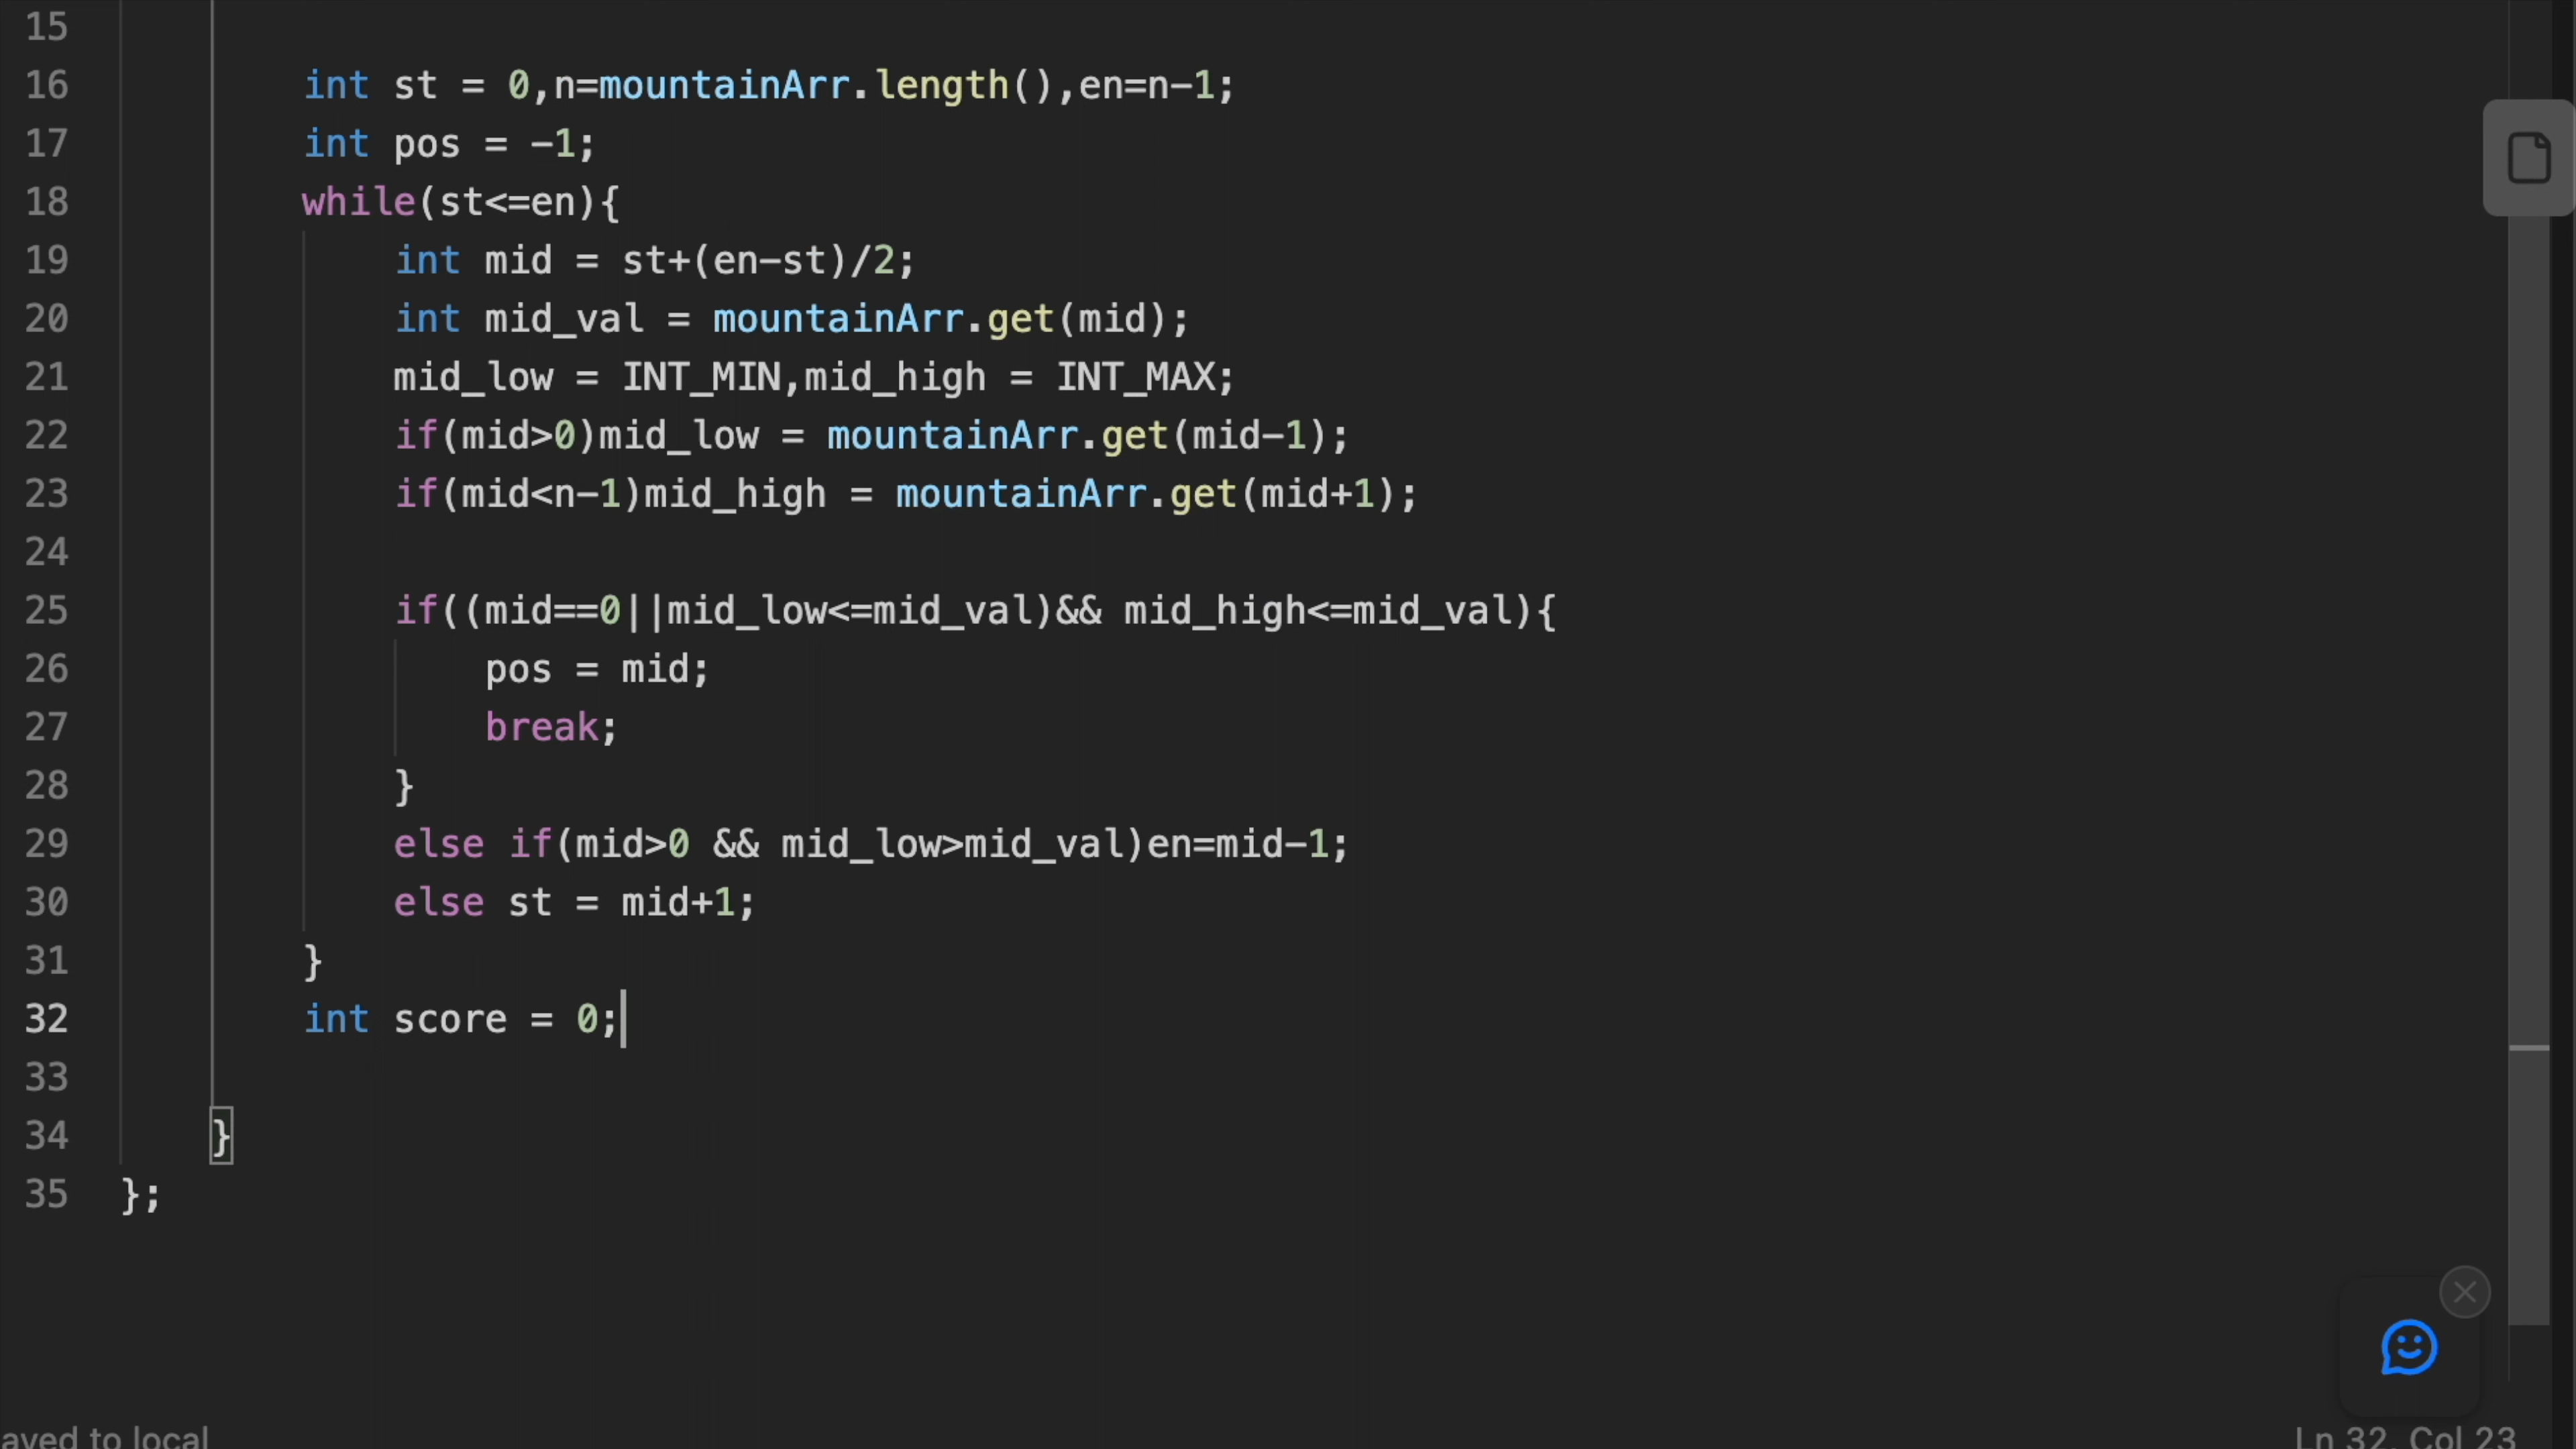 15
16 int st = 0,n=mountainArr.length(),en=n-1;
17 int pos = -1;
18 while(st<=en){
19 int mid = st+(en-st)/2;
20 int mid_val = mountainArr.get(mid);
21 mid_low = INT_MIN,mid_high = INT_MAX;
22 if(mid>0)mid_low = mountainArr.get(mid-1);
23 if(mid<n-1)mid_high = mountainArr.get(mid+1);
24
25 if((mid==0||mid_low<=mid_val)&& mid_high<=mid_val){
26 pos = mid;
27 break;
28 }
29 else if(mid>0 && mid_low>mid_val)en=mid-1;
30 else st = mid+1;
31 }
32 int score = 0;
33
34 }
35 };
aved to local
Ln 32, Col 23